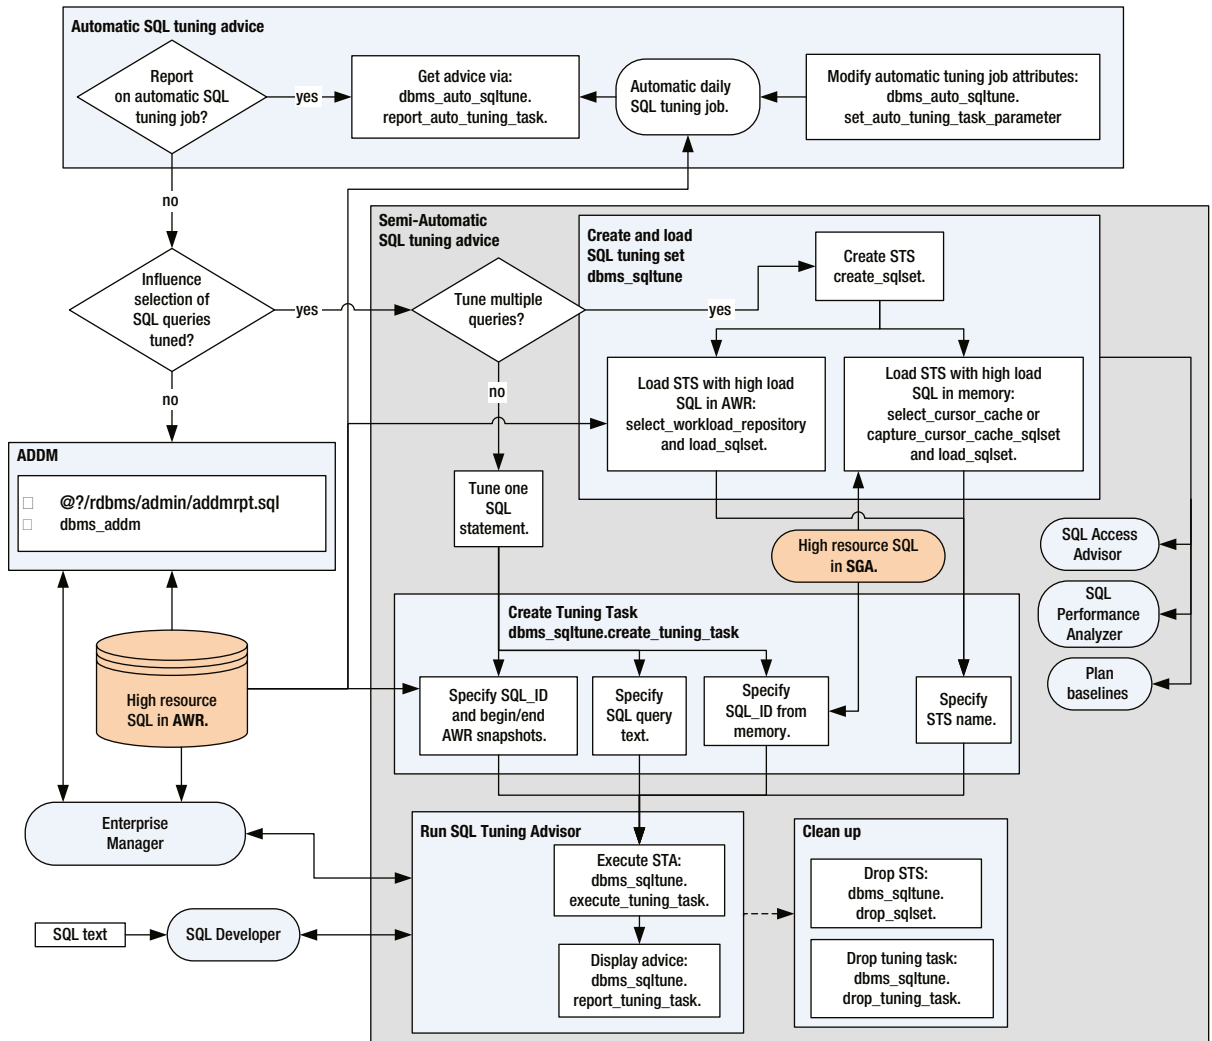 Automatic SQL tuning advice
Report
on automatic SQL
tuning job?
yes
Get advice via:
dbms_auto_sqltune.
report_auto_tuning_task.
Automatic daily
SQL tuning job.
Modify automatic tuning job attributes:
dbms_auto_sqltune.
set_auto_tuning_task_parameter
no
Influence
selection of
SQL queries
tuned?
yes
no
Semi-Automatic
SQL tuning advice
Tune multiple
queries?
yes
no
Create and load
SQL tuning set
dbms_sqltune
Create STS
create_sqlset.
Load STS with high load
SQL in AWR:
select_workload_repository
and load_sqlset.
Load STS with high load
SQL in memory:
select_cursor_cache or
capture_cursor_cache_sqlset
and load_sqlset.
ADDM
@?/rdbms/admin/addmrpt.sql
dbms_addm
Tune one
SQL
statement.
High resource SQL
in SGA.
SQL Access
Advisor
SQL
Performance
Analyzer
Plan
baselines
Create Tuning Task
dbms_sqltune.create_tuning_task
High resource
SQL in AWR.
Specify SQL_ID
and begin/end
AWR snapshots.
Specify
SQL query
text.
Specify
SQL_ID from
memory.
Specify
STS name.
Enterprise
Manager
Run SQL Tuning Advisor
Execute STA:
dbms_sqltune.
execute_tuning_task.
Display advice:
dbms_sqltune.
report_tuning_task.
Clean up
Drop STS:
dbms_sqltune.
drop_sqlset.
Drop tuning task:
dbms_sqltune.
drop_tuning_task.
SQL text
SQL Developer